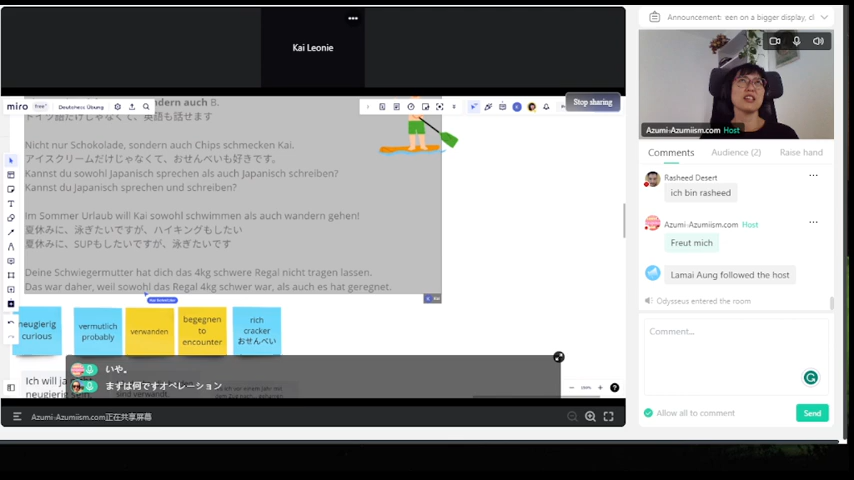 Kai Leonie
miro
free
Deutsches Übung
Stop sharing
sondern auch B.
ドイツ語だけじゃなくて、英語も話せます
Nicht nur Schokolade, sondern auch Chips schmecken Kai.
アイスクリームだけじゃなくて、おせんべいも好きです。
Kannst du sowohl Japanisch sprechen als auch Japanisch schreiben?
Kannst du Japanisch sprechen und schreiben?
Im Sommer Urlaub will Kai sowohl schwimmen als auch wandern gehen!
夏休みに、泳ぎたいですが、ハイキングもしたい
夏休みに、SUPもしたいですが、泳ぎたいです
Deine Schwiegermutter hat dich das 4kg schwere Regal nicht tragen lassen.
Das war daher, weil sowohl das Regal 4kg schwer war, als auch es hat geregnet.
neugierig
curious
vermutlich
probably
verwanden
begegnen
to
encounter
rich
cracker
おせんべい
Ich will ja
neugierig sein.
sind verwandt.
いや。
まずは何ですオペレーション
Azumi-Azumiism.com正在共享屏幕
Announcement: een on a bigger display, cl
Azumi-Azumiism.com Host
Comments
Audience (2)
Raise hand
Rasheed Desert
ich bin rasheed
Azumi-Azumiism.com Host
Freut mich
Lamai Aung followed the host
Odysseus entered the room
Comment...
Allow all to comment
Send